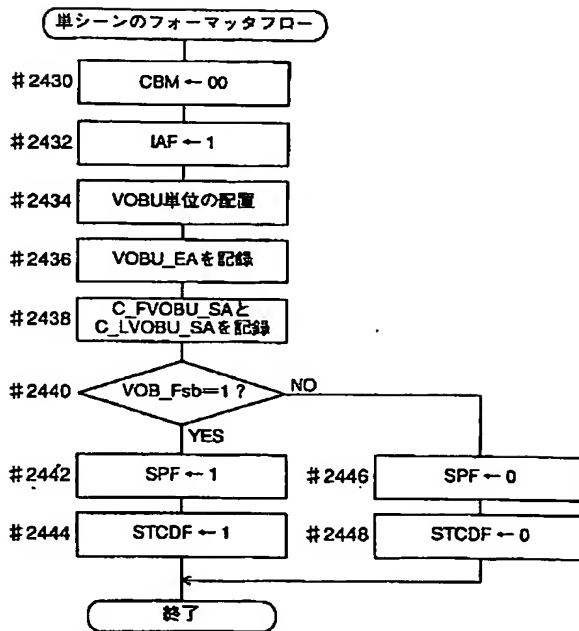 単シーンのフォーマッタフロー
#2430
CBM ← 00
#2432
IAF ← 1
#2434
VOBU単位の配置
#2436
VOBU_EAを記録
#2438
C_FVOBU_SAと
C_LVOBU_SAを記録
#2440
VOB_Fsb=1?
NO
YES
#2442
SPF ← 1
#2446
SPF ← 0
#2444
STCDF ← 1
#2448
STCDF ← 0
終了